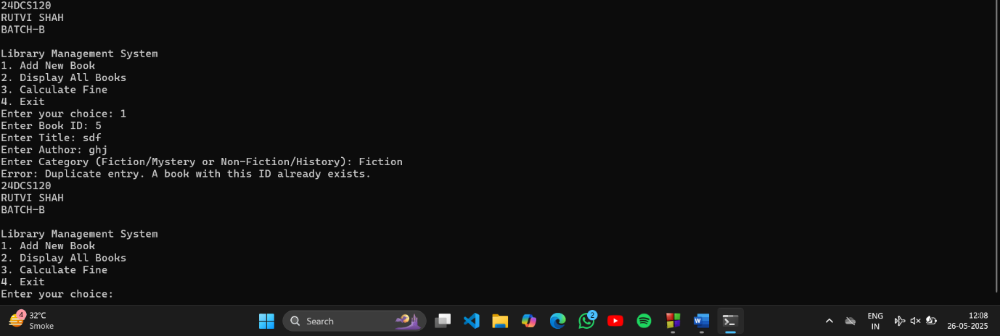 24DCS120
RUTVI SHAH
BATCH-B
Library Management System
1. Add New Book
2. Display All Books
3. Calculate Fine
4. Exit
Enter your choice: 1
Enter Book ID: 5
Enter Title: sdf
Enter Author: ghj
Enter Category (Fiction/Mystery or Non-Fiction/History): Fiction
Error: Duplicate entry. A book with this ID already exists.
24DCS120
RUTVI SHAH
BATCH-B
Library Management System
1. Add New Book
2. Display All Books
3. Calculate Fine
4. Exit
Enter your choice:
4 32°C
Smoke
Search
2
ENG
IN
12:08
26-05-2025